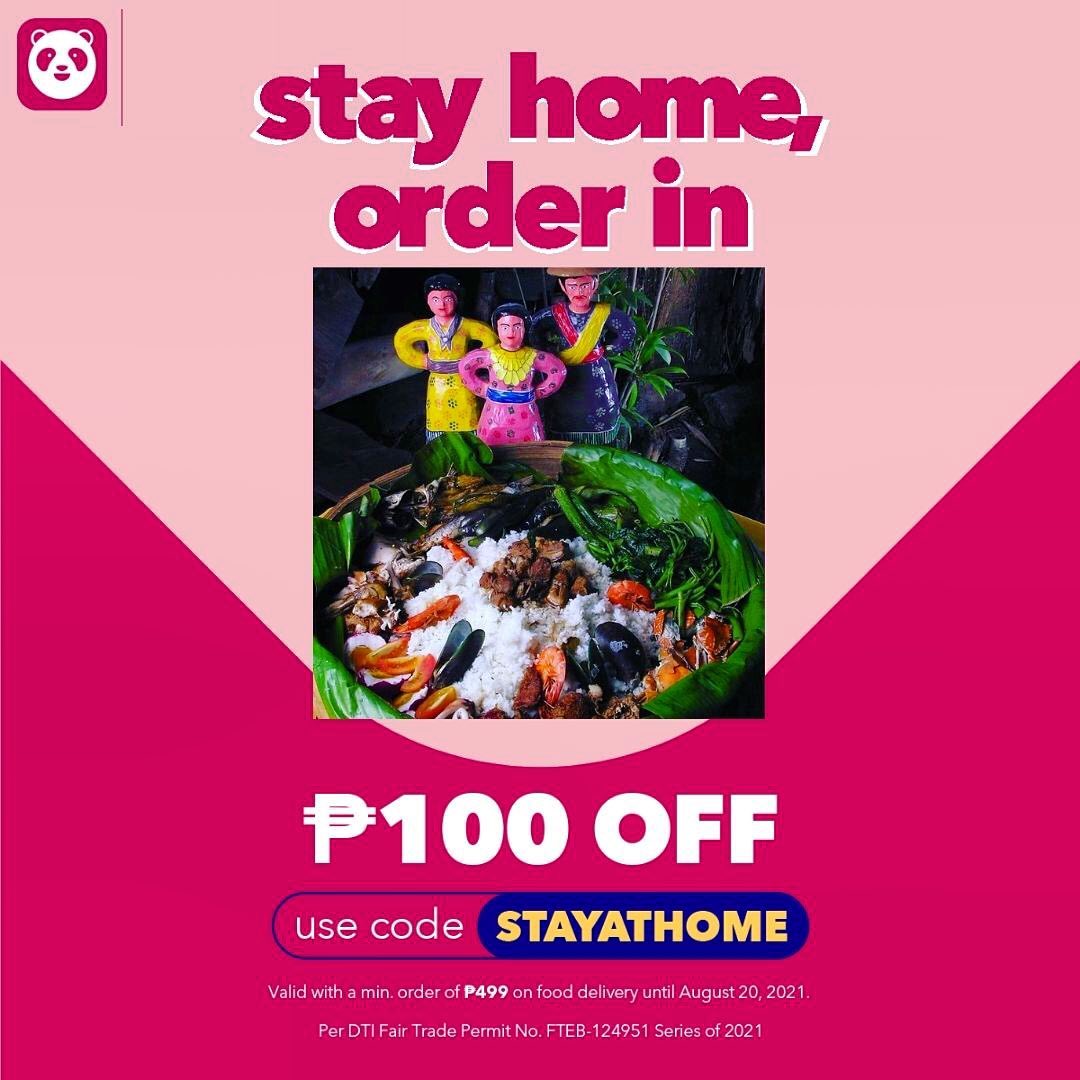 stay home,
order in
₱100 OFF
use code STAYATHOME
Valid with a min. order of ₱499 on food delivery until August 20, 2021.
Per DTI Fair Trade Permit No. FTEB-124951 Series of 2021